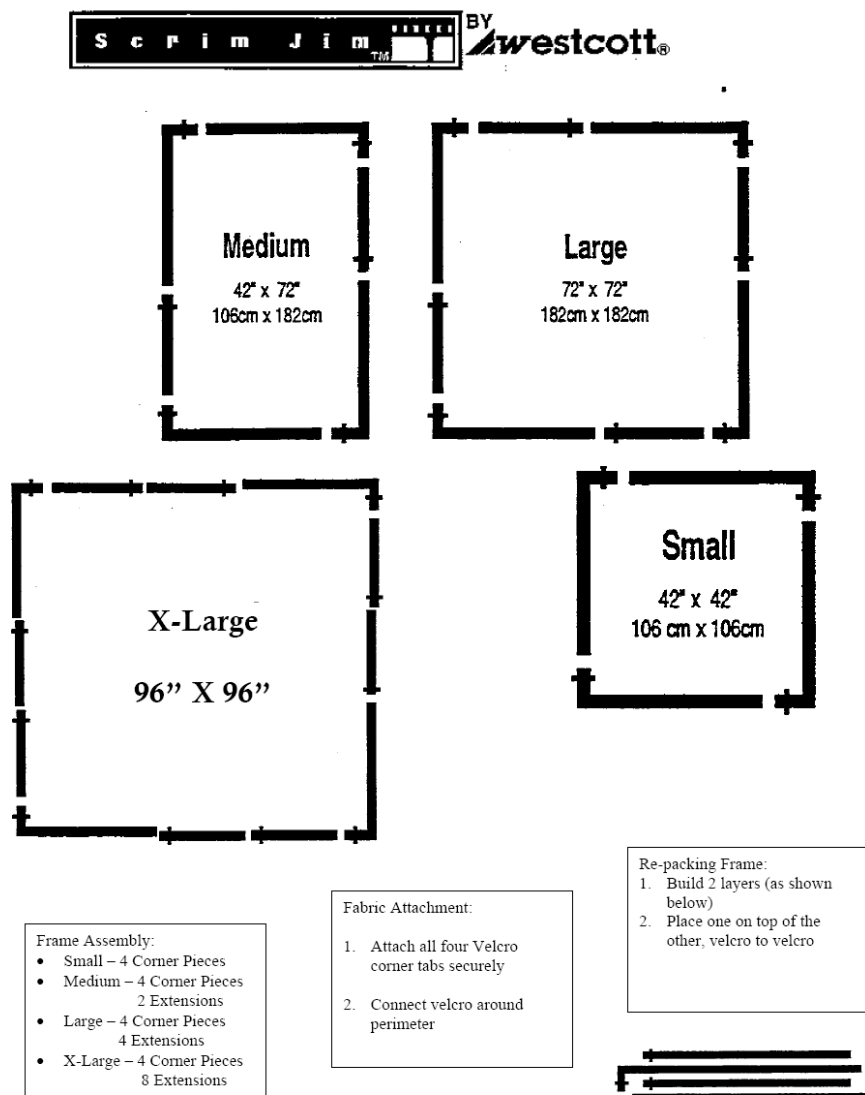 Scrim Jim™ BY westcott®
Medium
42" x 72"
106cm x 182cm
Large
72" x 72"
182cm x 182cm
X-Large
96” X 96”
Small
42" x 42"
106 cm x 106cm
Frame Assembly:
• Small – 4 Corner Pieces
• Medium – 4 Corner Pieces
2 Extensions
• Large – 4 Corner Pieces
4 Extensions
• X-Large – 4 Corner Pieces
8 Extensions
Fabric Attachment:
1. Attach all four Velcro
corner tabs securely
2. Connect velcro around
perimeter
Re-packing Frame:
1. Build 2 layers (as shown
below)
2. Place one on top of the
other, velcro to velcro